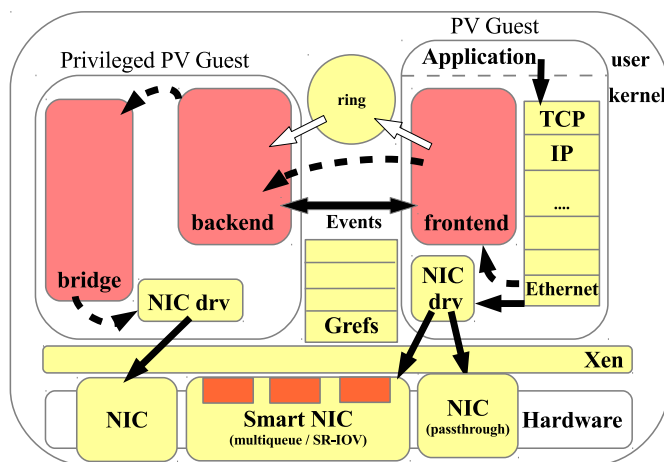 PV Guest
Privileged PV Guest
Application
user
kernel
ring
TCP
IP
....
backend
Events
frontend
bridge
NIC drv
NIC
drv
Ethernet
Grefs
Xen
NIC
Smart NIC
(multiqueue / SR-IOV)
NIC
(passthrough)
Hardware